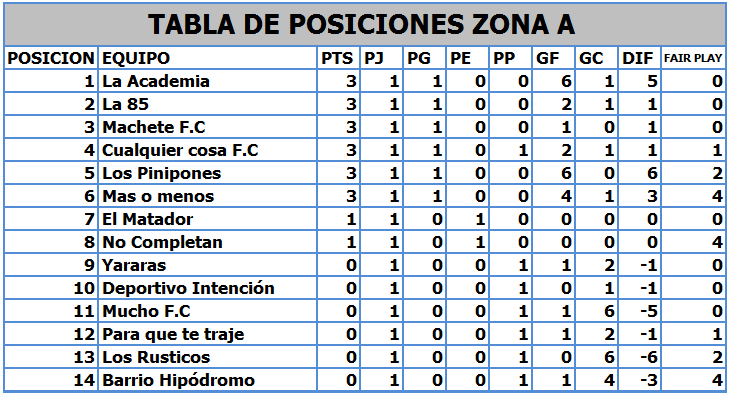 TABLA DE POSICIONES ZONA A
POSICION EQUIPO PTS PJ PG PE PP GF GC DIF FAIR PLAY
1 La Academia 3 1 1 0 0 6 1 5 0
2 La 85 3 1 1 0 0 2 1 1 0
3 Machete F.C 3 1 1 0 0 1 0 1 0
4 Cualquier cosa F.C 3 1 1 0 1 2 1 1 1
5 Los Pinipones 3 1 1 0 0 6 0 6 2
6 Mas o menos 3 1 1 0 0 4 1 3 4
7 El Matador 1 1 0 1 0 0 0 0 0
8 No Completan 1 1 0 1 0 0 0 0 4
9 Yararas 0 1 0 0 1 1 2 -1 0
10 Deportivo Intención 0 1 0 0 1 0 1 -1 0
11 Mucho F.C 0 1 0 0 1 1 6 -5 0
12 Para que te traje 0 1 0 0 1 1 2 -1 1
13 Los Rusticos 0 1 0 0 1 0 6 -6 2
14 Barrio Hipódromo 0 1 0 0 1 1 4 -3 4